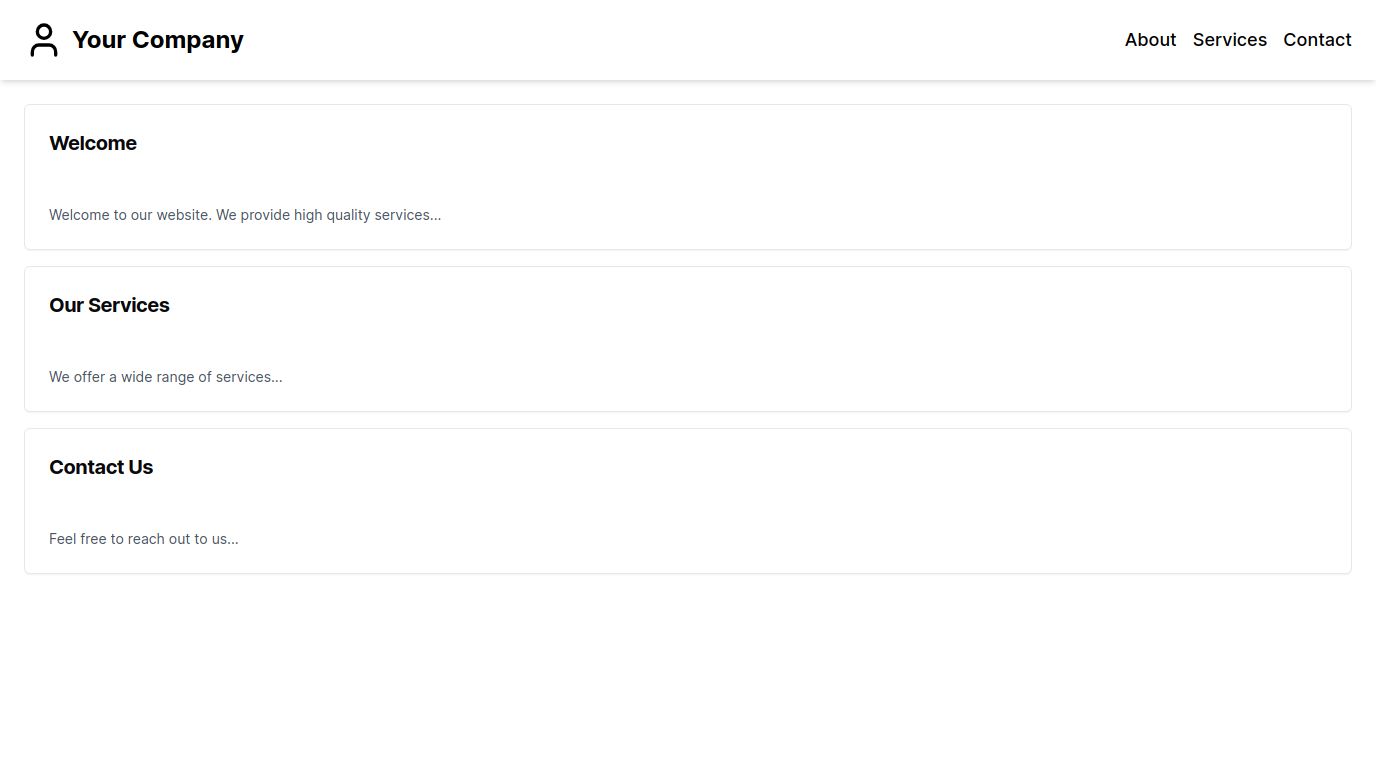 Your Company
About Services Contact
Welcome
Welcome to our website. We provide high quality services...
Our Services
We offer a wide range of services...
Contact Us
Feel free to reach out to us...